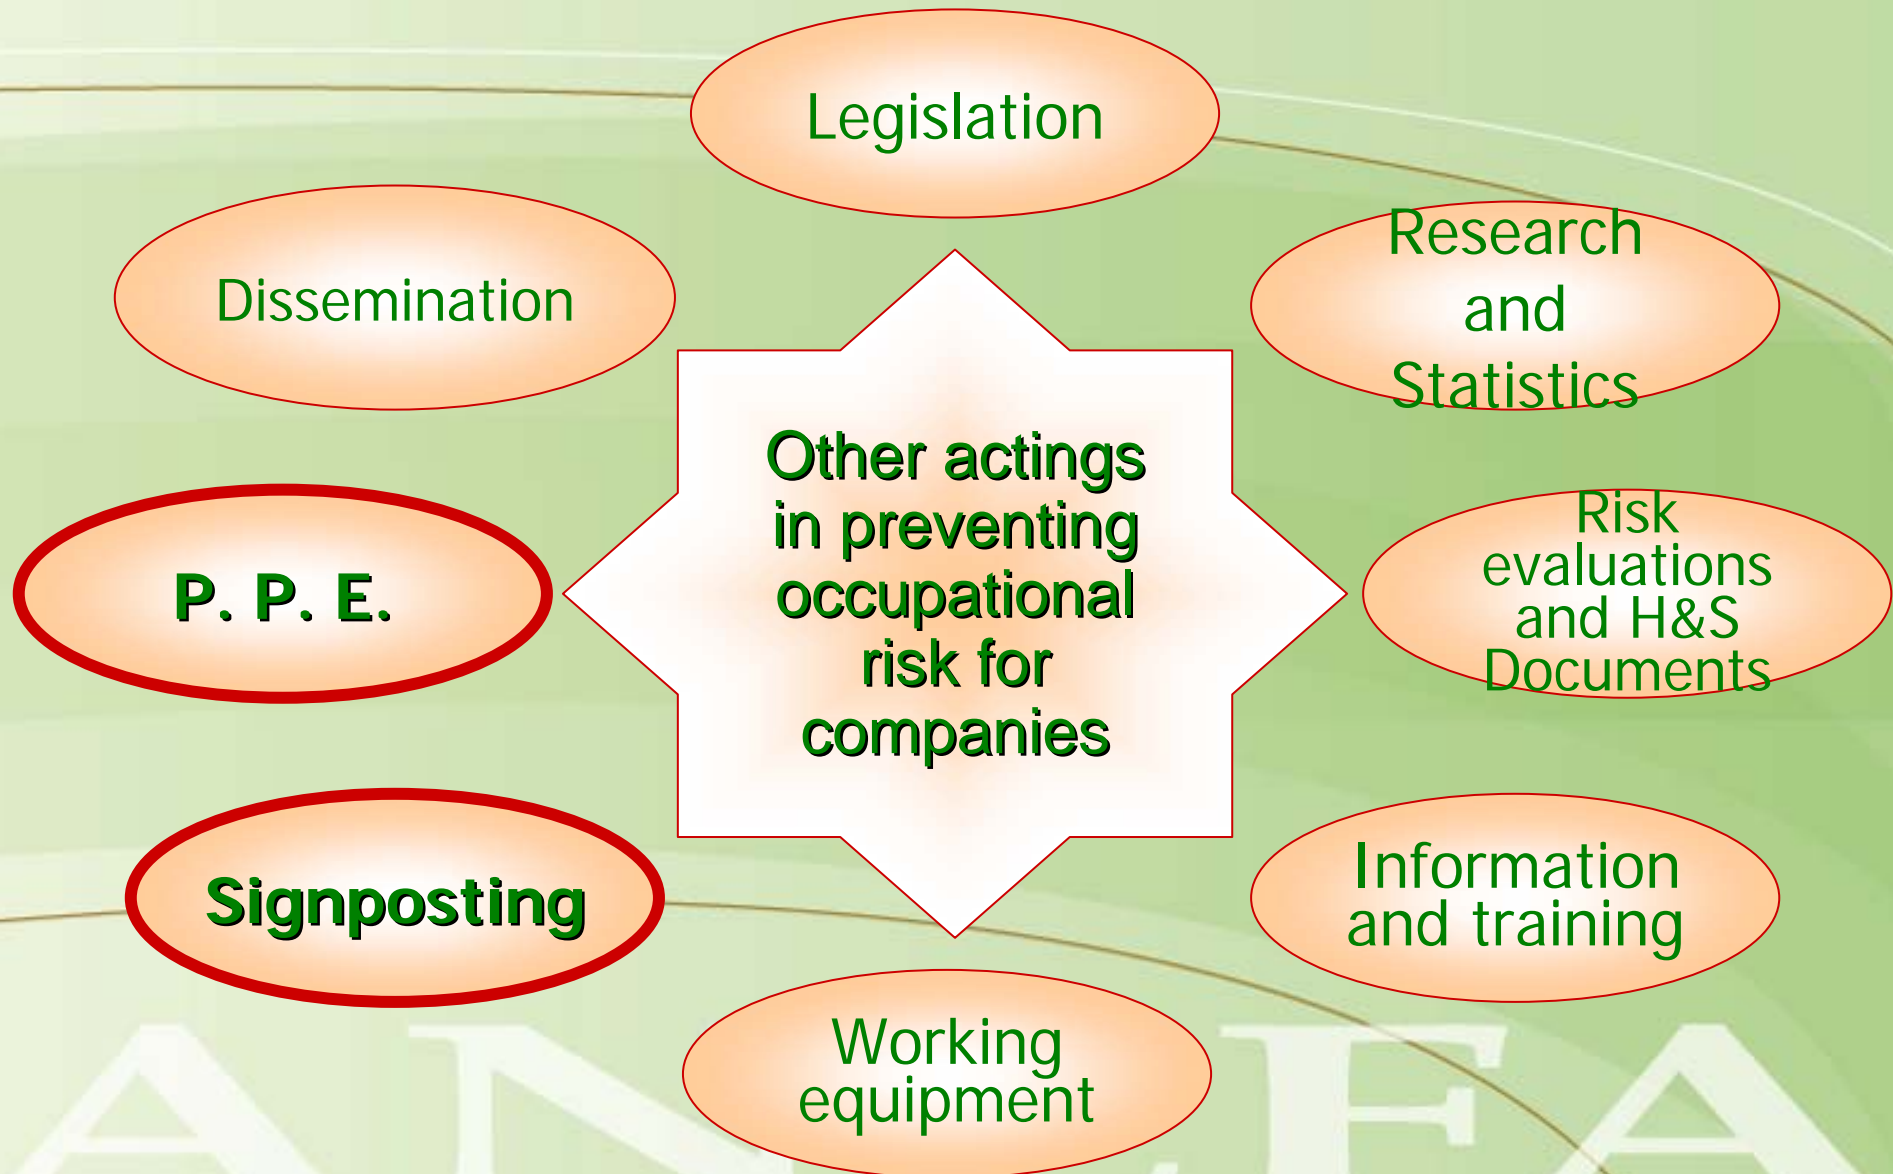 Legislation
Research
and
Statistics
Dissemination
Other actings
in preventing
occupational
risk for
companies
P. P. E.
Risk
evaluations
and H&S
Documents
Signposting
Information
and training
Working
equipment
ANEFA